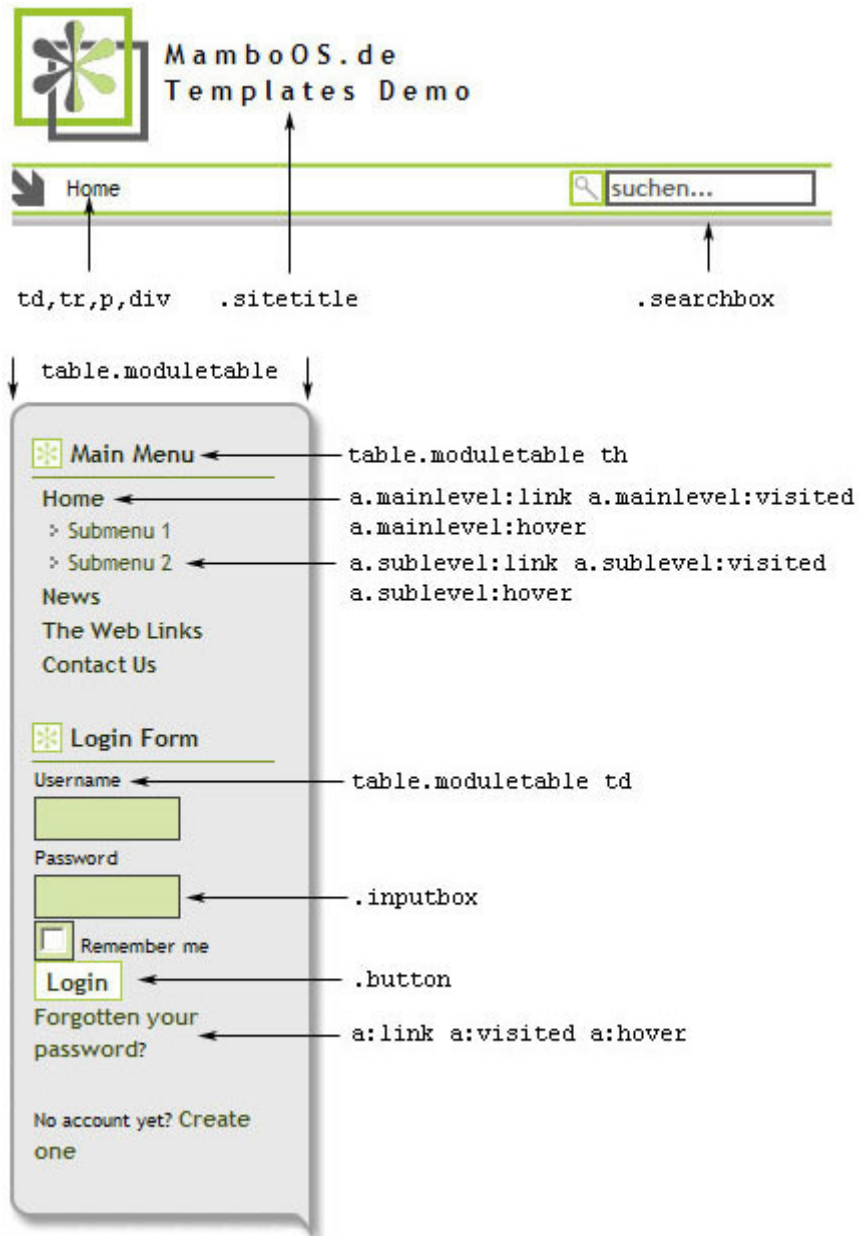 MamboOS.de
Templates Demo
Home
suchen...
td,tr,p,div
.sitetitle
.searchbox
table.moduletable
Main Menu
table.moduletable th
Home
a.mainlevel:link a.mainlevel:visited
Submenu 1
a.mainlevel:hover
Submenu 2
a.sublevel:link a.sublevel:visited
News
a.sublevel:hover
The Web Links
Contact Us
Login Form
Username
table.moduletable td
Password
.inputbox
Remember me
Login
.button
Forgotten your
password?
a:link a:visited a:hover
No account yet? Create
one